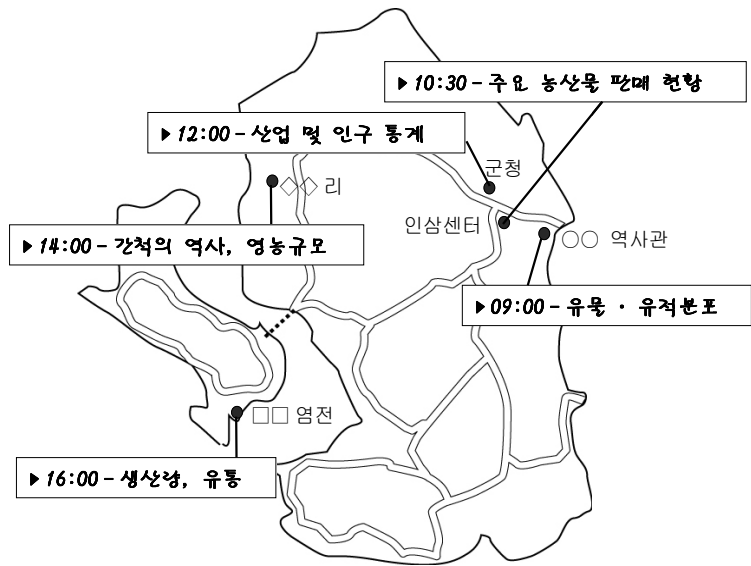 ▶10:30-주요 농산물 판매 현황
▶12:00-산업 및 인구 통계
군청
◇◇ 리
인삼센터
○○ 역사관
▶14:00-간척의 역사, 영농규모
▶09:00-유물 · 유적분포
□□ 염전
▶16:00-생산량, 유통